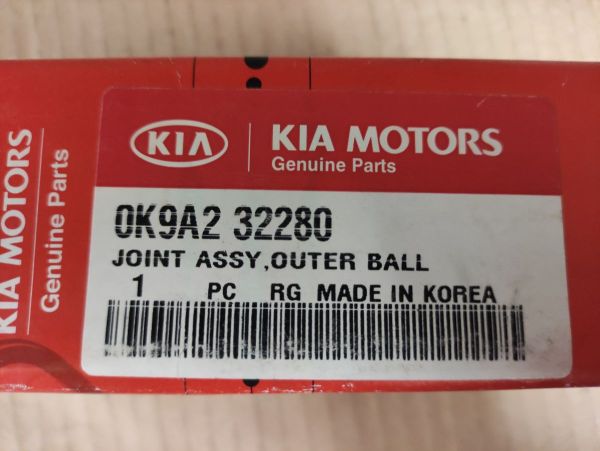 KIA MOTORS
Genuine Parts
KIA
KIA MOTORS
Genuine Parts
0K9A2 32280
JOINT ASSY,OUTER BALL
1 PC RG MADE IN KOREA